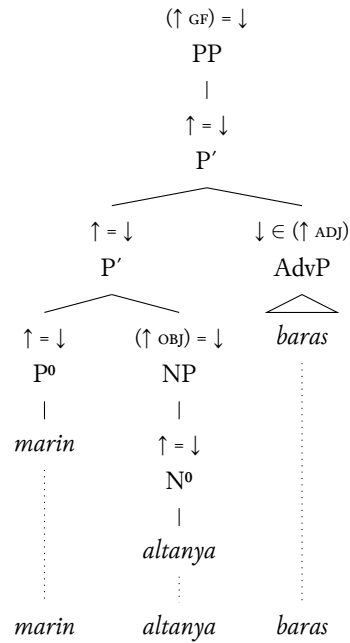 (↑ GF) = ↓
PP
↑ = ↓
P′
↑ = ↓ ↓ ∈ (↑ ADJ)
P′ AdvP
↑ = ↓ (↑ OBJ) = ↓ baras
P⁰ NP
marin ↑ = ↓
N⁰
altanya
marin altanya baras